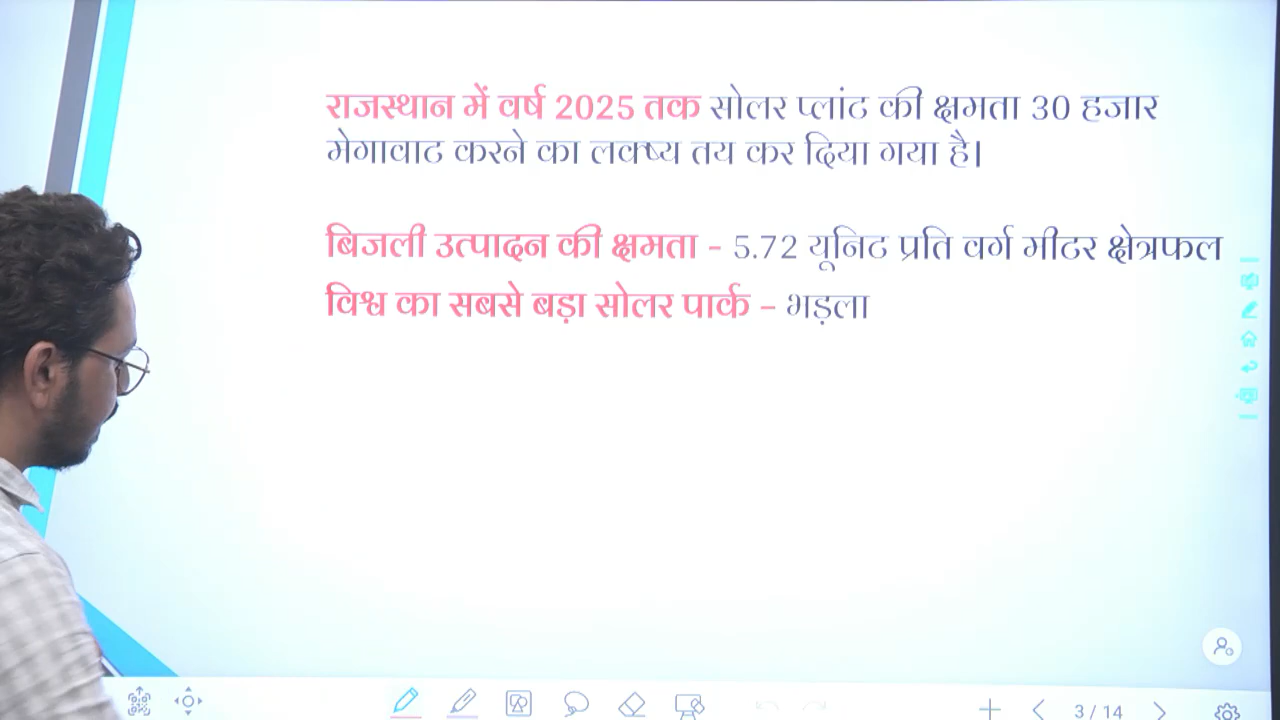 राजस्थान में वर्ष 2025 तक सोलर प्लांट की क्षमता 30 हजार
मेगावाट करने का लक्ष्य तय कर दिया गया है।
बिजली उत्पादन की क्षमता - 5.72 यूनिट प्रति वर्ग मीटर क्षेत्रफल
विश्व का सबसे बड़ा सोलर पार्क - भड़ला
3 / 14